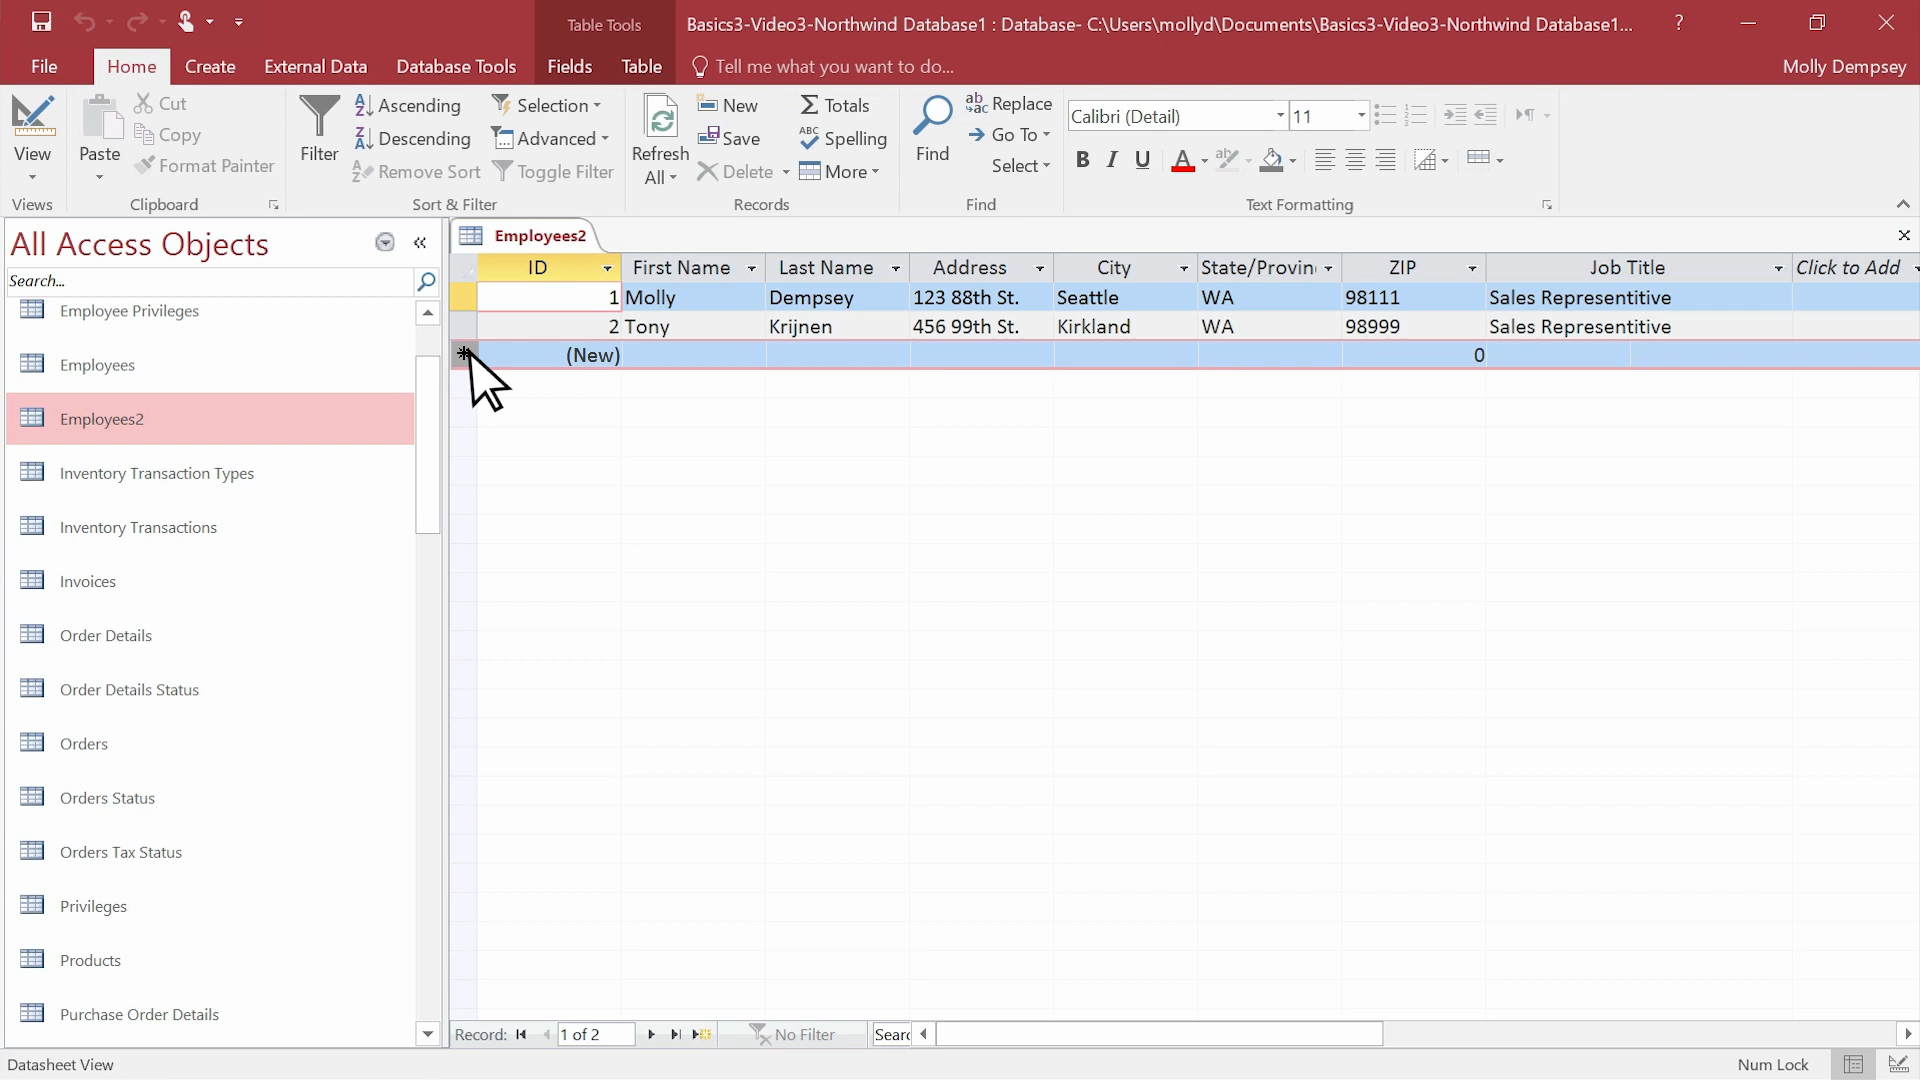 Table Tools
Basics3-Video3-Northwind Database1 : Database- C:\Users\mollyd\Documents\Basics3-Video3-Northwind Database1...
?
File
Home
Create
External Data
Database Tools
Fields
Table
Tell me what you want to do...
Molly Dempsey
View
Paste
Cut
Copy
Format Painter
Filter
Ascending
Descending
Remove Sort
Selection
Advanced
Toggle Filter
Refresh
All
New
Save
Delete
Totals
Spelling
More
Find
Replace
Go To
Select
Calibri (Detail)
11
B I U A
Views
Clipboard
Sort & Filter
Records
Find
Text Formatting
All Access Objects
Search...
Employee Privileges
Employees
Employees2
Inventory Transaction Types
Inventory Transactions
Invoices
Order Details
Order Details Status
Orders
Orders Status
Orders Tax Status
Privileges
Products
Purchase Order Details
Employees2
ID First Name Last Name Address City State/Provin ZIP Job Title Click to Add
1 Molly Dempsey 123 88th St. Seattle WA 98111 Sales Representitive
2 Tony Krijnen 456 99th St. Kirkland WA 98999 Sales Representitive
(New) 0
Record: 1 of 2 No Filter Searc
Datasheet View
Num Lock